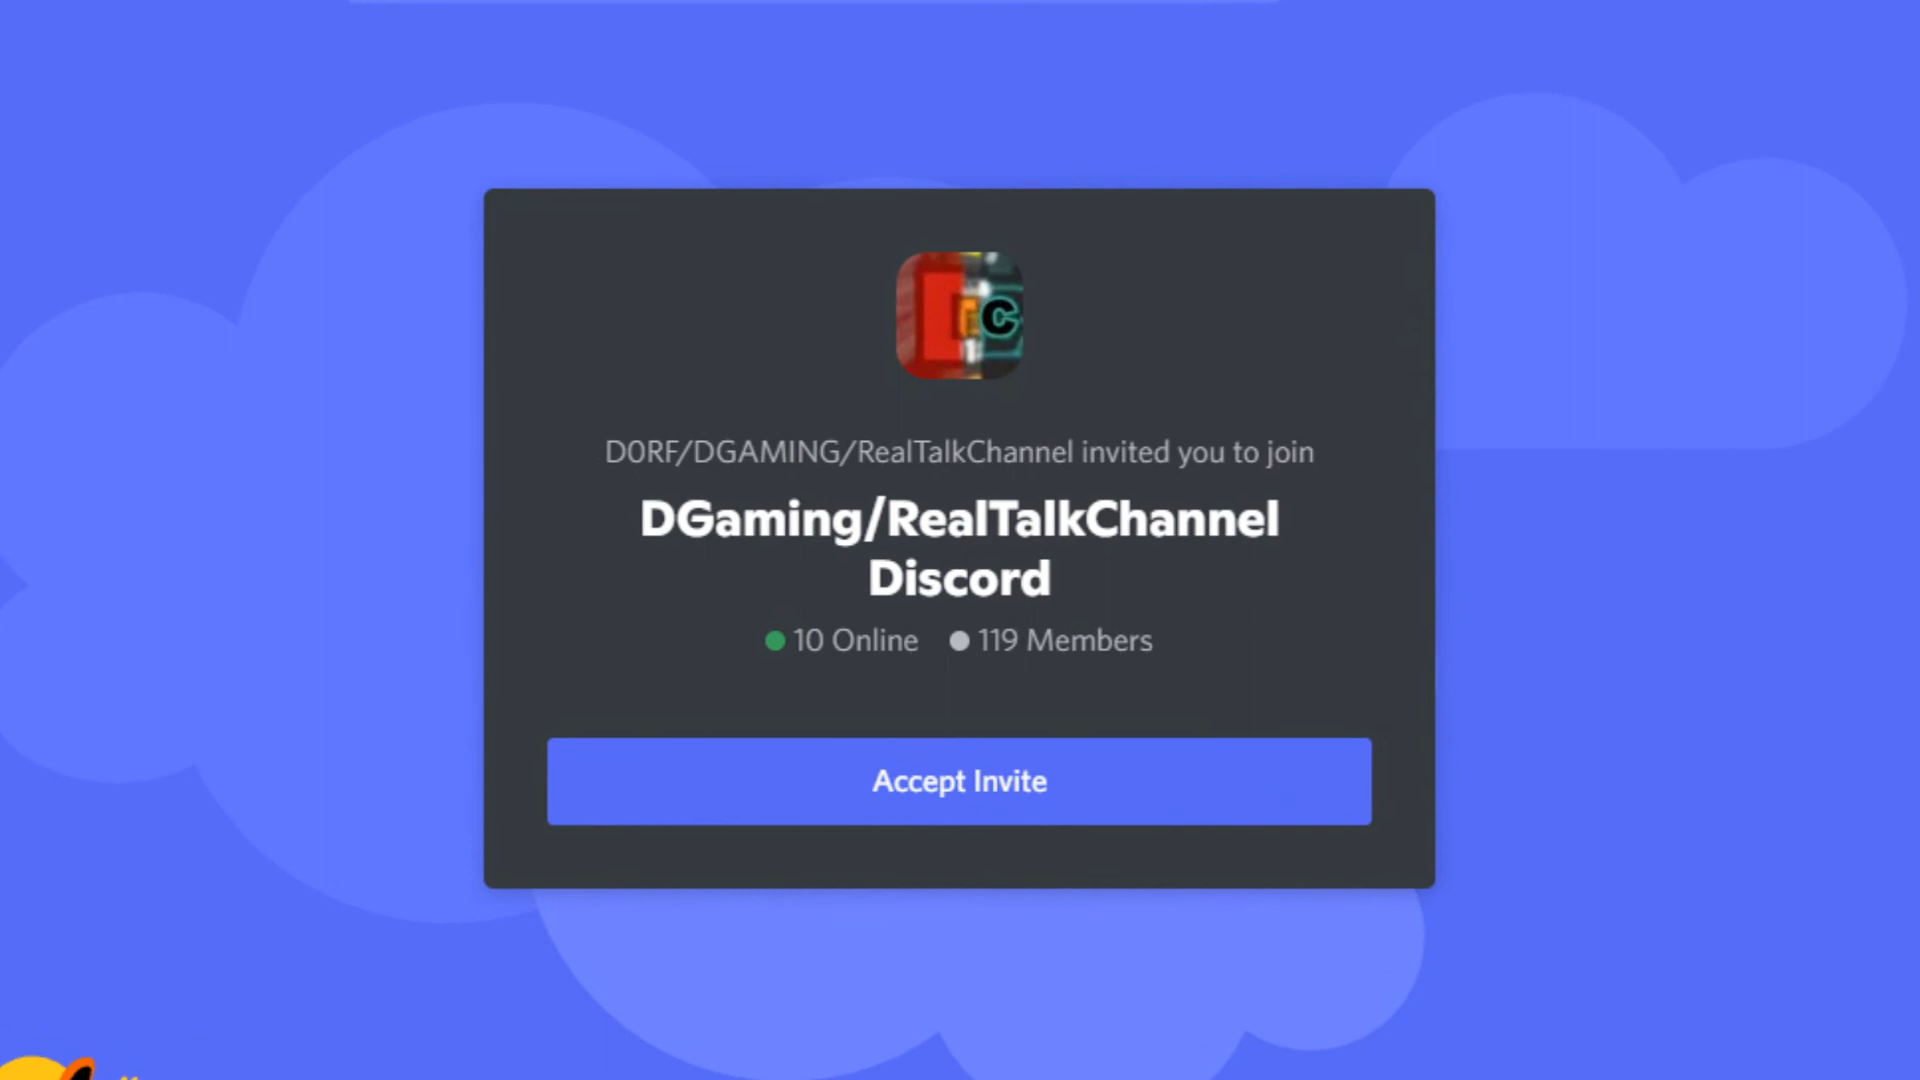 C
D0RF/DGAMING/RealTalkChannel invited you to join
DGaming/RealTalkChannel
Discord
10 Online 119 Members
Accept Invite